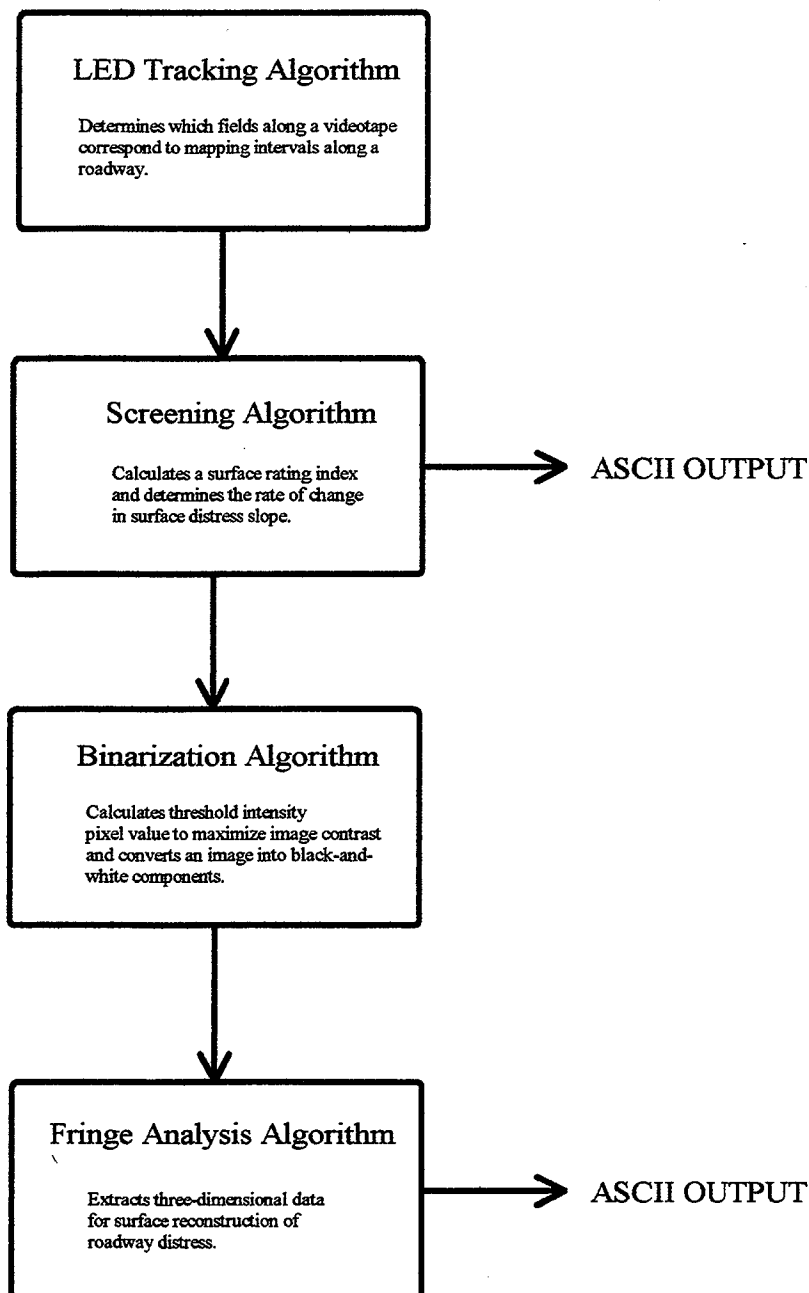 LED Tracking Algorithm
Determines which fields along a videotape
correspond to mapping intervals along a
roadway.
Screening Algorithm
Calculates a surface rating index
and determines the rate of change
in surface distress slope.
ASCII OUTPUT
Binarization Algorithm
Calculates threshold intensity
pixel value to maximize image contrast
and converts an image into black-and-
white components.
Fringe Analysis Algorithm
Extracts three-dimensional data
for surface reconstruction of
roadway distress.
ASCII OUTPUT